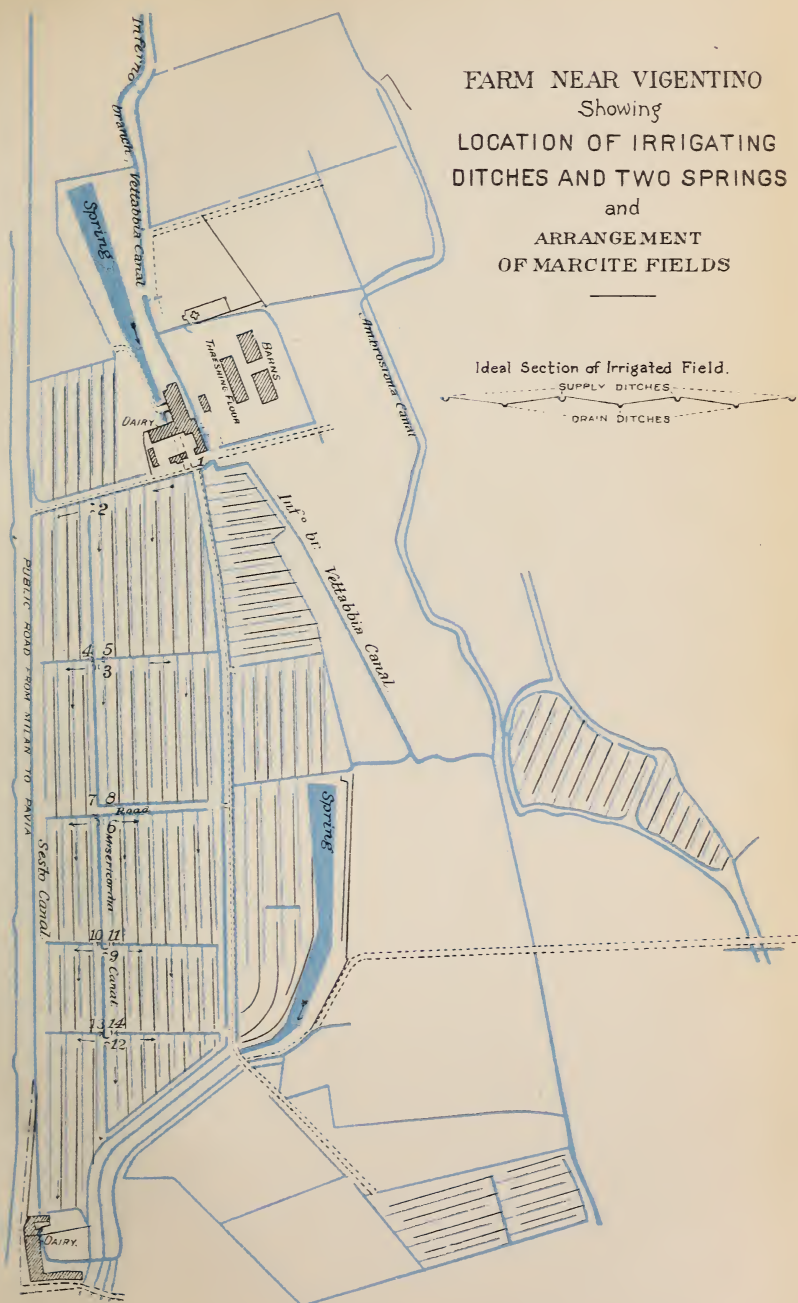 FARM NEAR VIGENTINO
Showing
LOCATION OF IRRIGATING
DITCHES AND TWO SPRINGS
and
ARRANGEMENT
OF MARCITE FIELDS
Ideal Section of Irrigated Field.
SUPPLY DITCHES
DRAIN DITCHES
Inferno branch, Vettabbia Canal
Spring
BARNS
THRESHING FLOOR
DAIRY
Ambrosiana Canal
1
2
Info. br. Vettabbia Canal
4 5
3
PUBLIC ROAD FROM MILAN TO PAVIA
7 8
Road
6
Misericordia Canal
Spring
Sesto Canal
10 11
9
13 14
12
DAIRY.